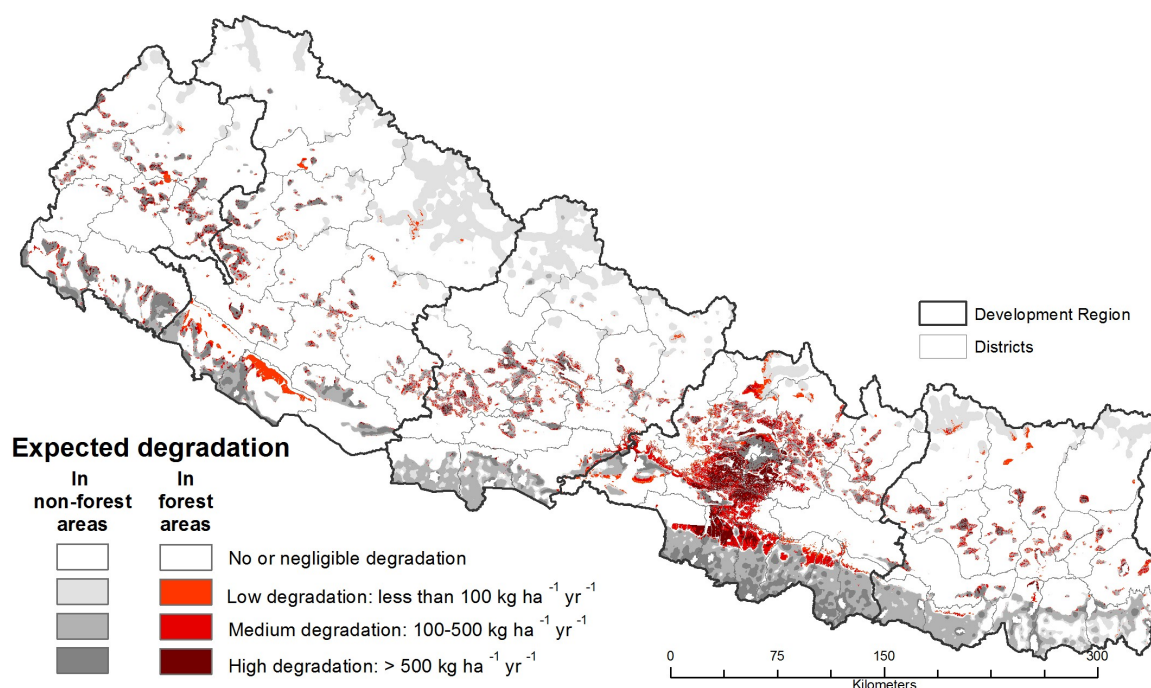 Development Region
Districts
Expected degradation
In
non-forest
areas
In
forest
areas
No or negligible degradation
Low degradation: less than 100 kg ha -1 yr -1
Medium degradation: 100-500 kg ha -1 yr -1
High degradation: > 500 kg ha -1 yr -1
0 75 150 300
Kilometers